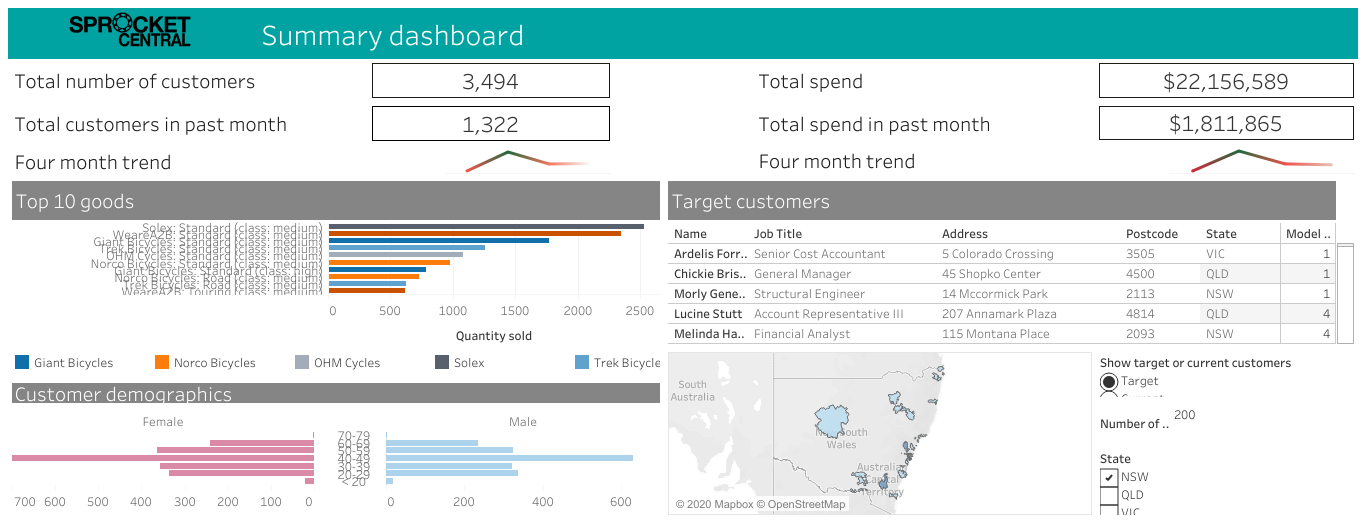 SPROCKET
CENTRAL
Summary dashboard
Total number of customers
3,494
Total customers in past month
1,322
Four month trend
Total spend
$22,156,589
Total spend in past month
$1,811,865
Four month trend
Top 10 goods
Solex: Standard (class: medium)
WeareA2B: Standard (class: medium)
Giant Bicycles: Standard (class: medium)
Trek Bicycles: Standard (class: medium)
OHM Cycles: Standard (class: medium)
Norco Bicycles: Standard (class: medium)
Giant Bicycles: Standard (class: high)
Norco Bicycles: Road (class: medium)
Trek Bicycles: Road (class: medium)
WeareA2B: Touring (class: medium)
0 500 1000 1500 2000 2500
Quantity sold
Giant Bicycles Norco Bicycles OHM Cycles Solex Trek Bicycle
Customer demographics
Female Male
70-79
60-69
50-59
40-49
30-39
20-29
<20
700 600 500 400 300 200 100 0 0 200 400 600
Target customers
Name Job Title Address Postcode State Model ..
Ardelis Forr.. Senior Cost Accountant 5 Colorado Crossing 3505 VIC 1
Chickie Bris.. General Manager 45 Shopko Center 4500 QLD 1
Morly Gene.. Structural Engineer 14 Mccormick Park 2113 NSW 1
Lucine Stutt Account Representative III 207 Annamark Plaza 4814 QLD 4
Melinda Ha.. Financial Analyst 115 Montana Place 2093 NSW 4
South
Australia
New South
Wales
Australian
Capital
Territory
© 2020 Mapbox © OpenStreetMap
Show target or current customers
Target
Current
Number of .. 200
State
NSW
QLD
VIC